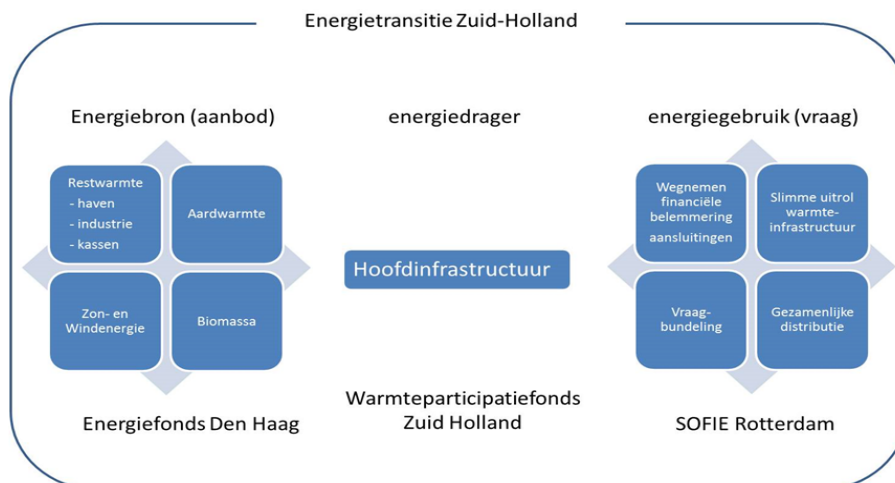 Energietransitie Zuid-Holland
Energiebron (aanbod)
energiedrager
energiegebruik (vraag)
Restwarmte
- haven
- industrie
- kassen
Aardwarmte
Zon- en
Windenergie
Biomassa
Hoofdinfrastructuur
Wegnemen
financiële
belemmering
aansluitingen
Slimme uitrol
warmte-
infrastructuur
Vraag-
bundeling
Gezamenlijke
distributie
Energiefonds Den Haag
Warmteparticipatiefonds
Zuid Holland
SOFIE Rotterdam